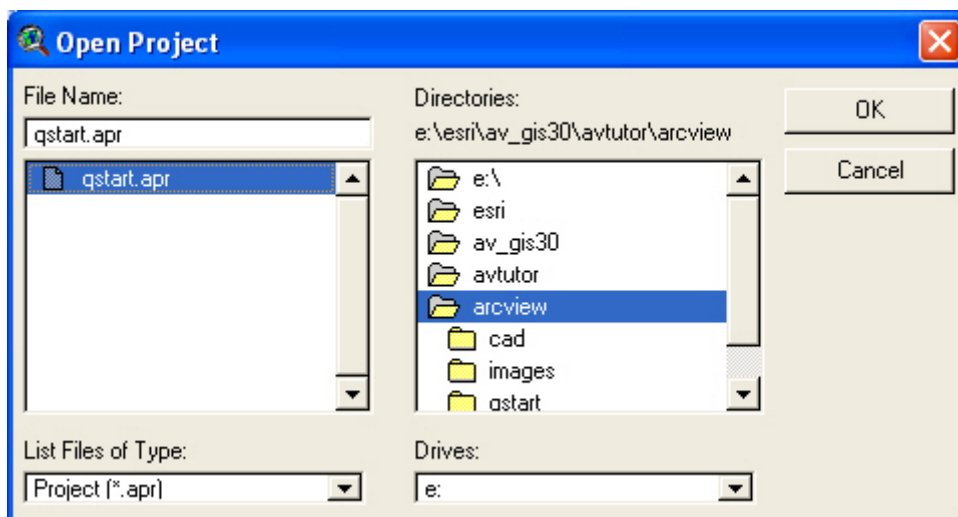 Open Project
File Name:
qstart.apr
qstart.apr
List Files of Type:
Project (*.apr)
Directories:
e:\esri\av_gis30\avtutor\arcview
e:\
esri
av_gis30
avtutor
arcview
cad
images
qstart
Drives:
e:
OK
Cancel